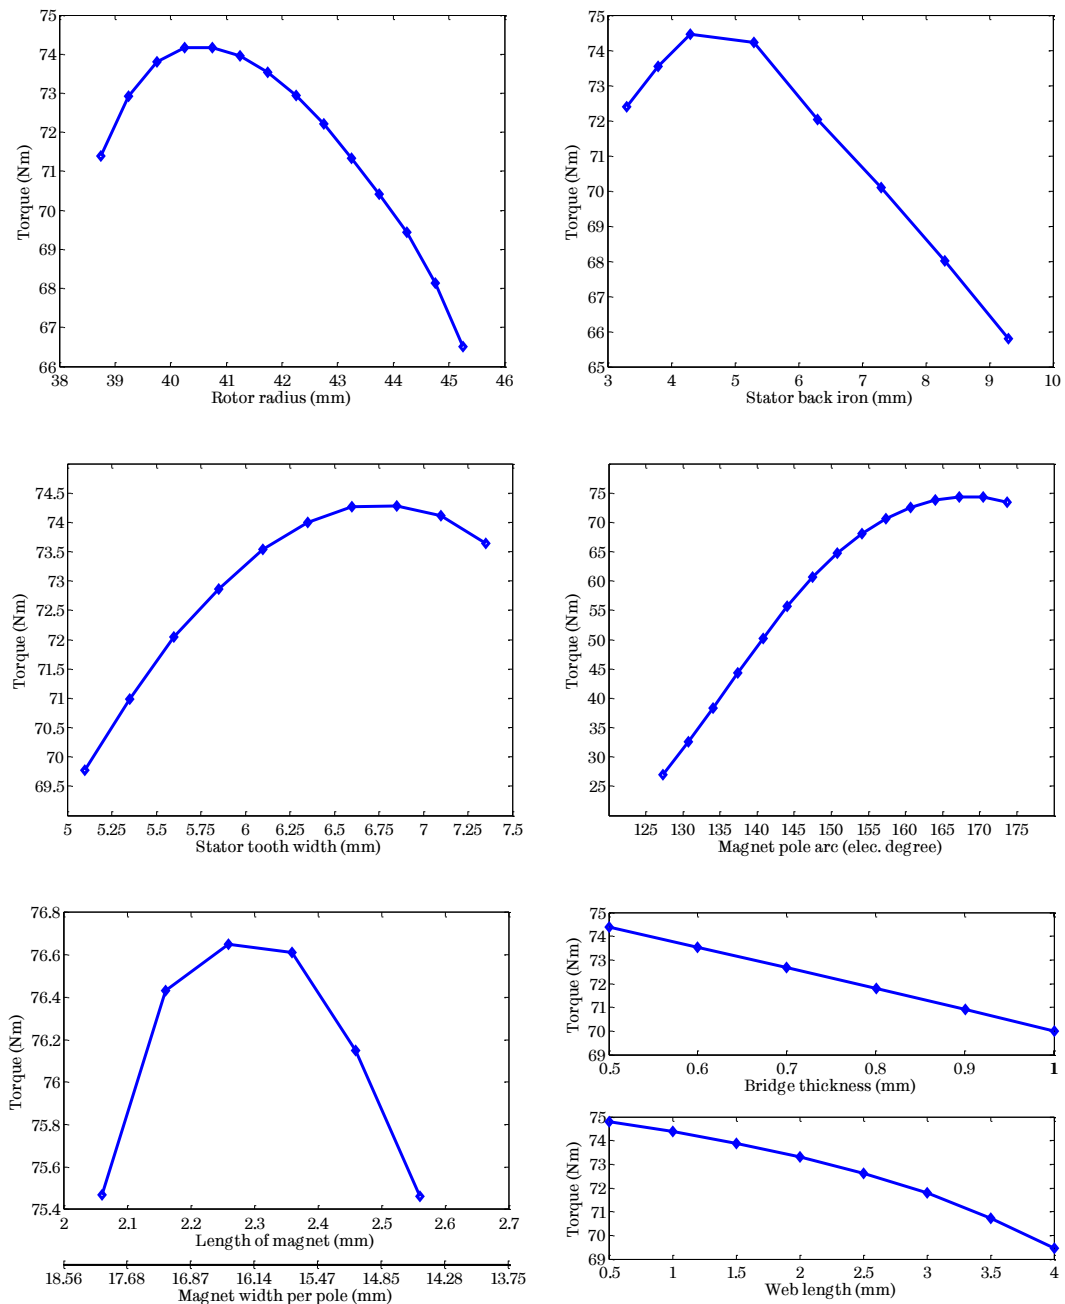 75
74
73
72
71
70
69
68
67
66
Torque (Nm)
38 39 40 41 42 43 44 45 46
Rotor radius (mm)
75
74
73
72
71
70
69
68
67
66
65
Torque (Nm)
3 4 5 6 7 8 9 10
Stator back iron (mm)
74.5
74
73.5
73
72.5
72
71.5
71
70.5
70
69.5
Torque (Nm)
5 5.25 5.5 5.75 6 6.25 6.5 6.75 7 7.25 7.5
Stator tooth width (mm)
75
70
65
60
55
50
45
40
35
30
25
Torque (Nm)
125 130 135 140 145 150 155 160 165 170 175
Magnet pole arc (elec. degree)
76.8
76.6
76.4
76.2
76
75.8
75.6
75.4
Torque (Nm)
2 2.1 2.2 2.3 2.4 2.5 2.6 2.7
Length of magnet (mm)
18.56 17.68 16.87 16.14 15.47 14.85 14.28 13.75
Magnet width per pole (mm)
75
74
73
72
71
70
69
Torque (Nm)
0.5 0.6 0.7 0.8 0.9 1
Bridge thickness (mm)
75
74
73
72
71
70
69
Torque (Nm)
0.5 1 1.5 2 2.5 3 3.5 4
Web length (mm)